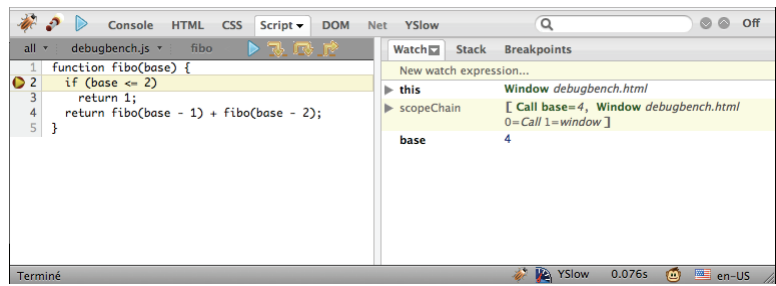 Console HTML CSS Script DOM Net YSlow Off
all debugbench.js fibo Watch Stack Breakpoints
1 function fibo(base) {
2 if (base <= 2)
3 return 1;
4 return fibo(base - 1) + fibo(base - 2);
5 }
New watch expression...
this Window debugbench.html
scopeChain [ Call base=4, Window debugbench.html
0=Call 1=window ]
base 4
Terminé YSlow 0.076s en-US